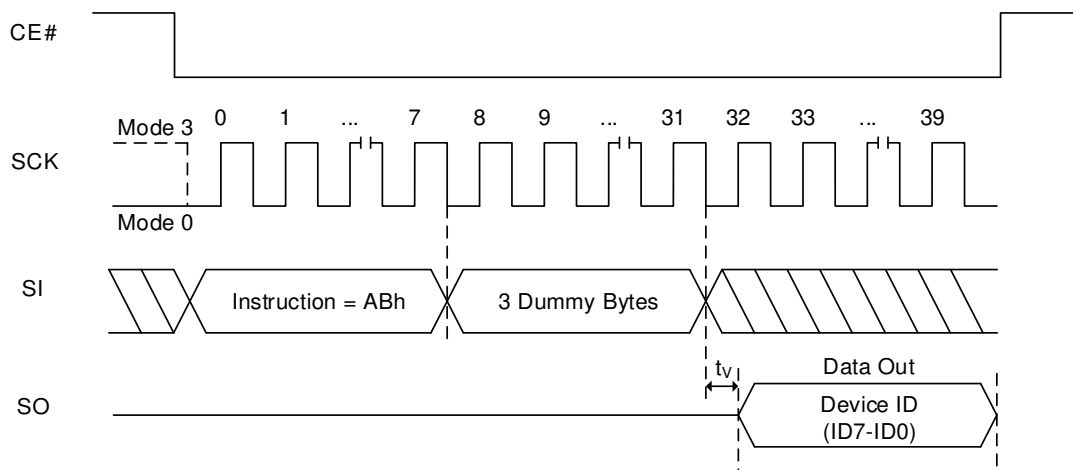 CE#
0 1 ... 7 8 9 ... 31 32 33 ... 39
Mode 3
SCK
Mode 0
SI
Instruction = ABh
3 Dummy Bytes
tV
Data Out
SO
Device ID
(ID7-ID0)